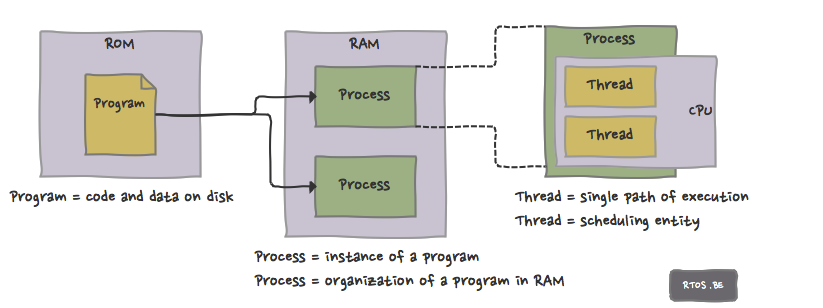 ROM
Program
Program = code and data on disk
RAM
Process
Process
Process = instance of a program
Process = organization of a program in RAM
Process
Thread
Thread
CPU
Thread = single path of execution
Thread = scheduling entity
RTOS.BE